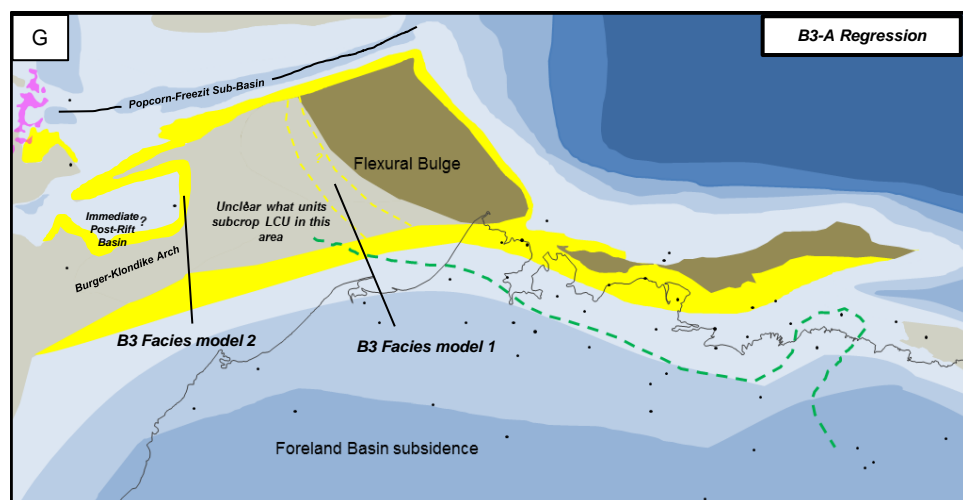 G
B3-A Regression
Popcorn-Freezit Sub-Basin
?
Flexural Bulge
Unclear what units
subcrop LCU in this
area
Immediate ?
Post-Rift
Basin
Burger-Klondike Arch
B3 Facies model 2
B3 Facies model 1
Foreland Basin subsidence